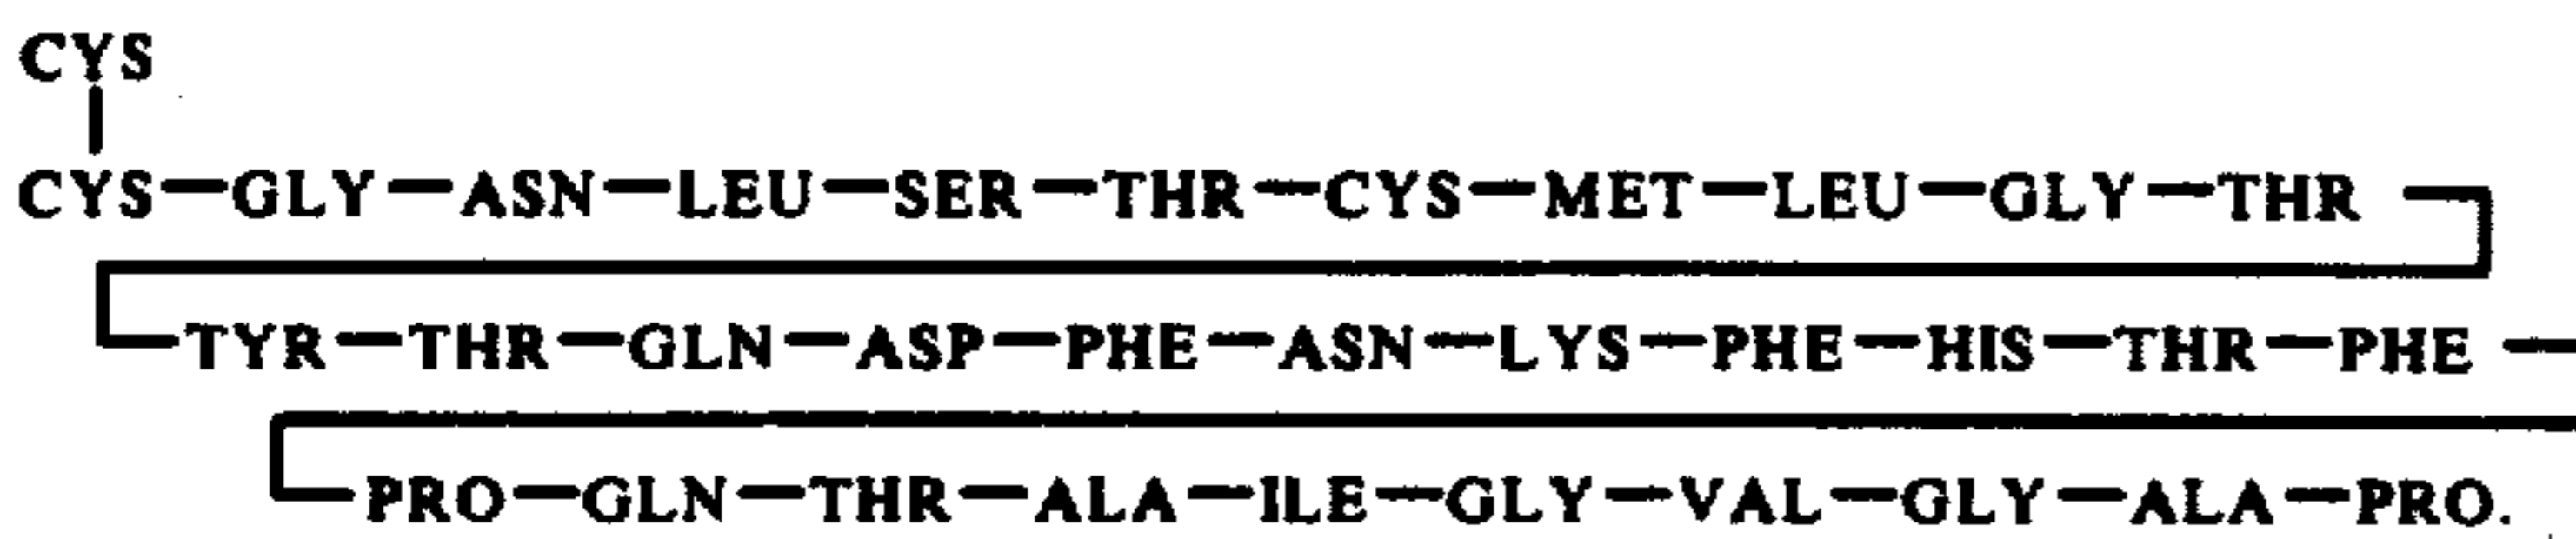 CYS
CYS—GLY—ASN—LEU—SER—THR—CYS—MET—LEU—GLY—THR
TYR—THR—GLN—ASP—PHE—ASN—LYS—PHE—HIS—THR—PHE
PRO—GLN—THR—ALA—ILE—GLY—VAL—GLY—ALA—PRO.